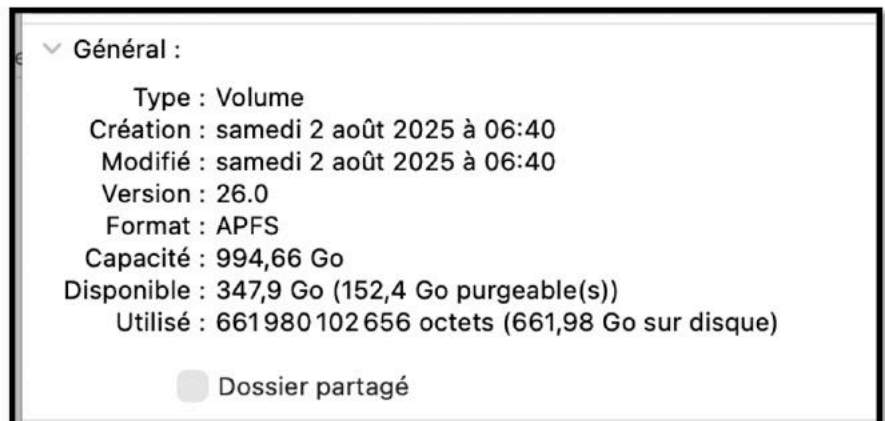 Général :
Type : Volume
Création : samedi 2 août 2025 à 06:40
Modifié : samedi 2 août 2025 à 06:40
Version : 26.0
Format : APFS
Capacité : 994,66 Go
Disponible : 347,9 Go (152,4 Go purgeable(s))
Utilisé : 661 980 102 656 octets (661,98 Go sur disque)
Dossier partagé